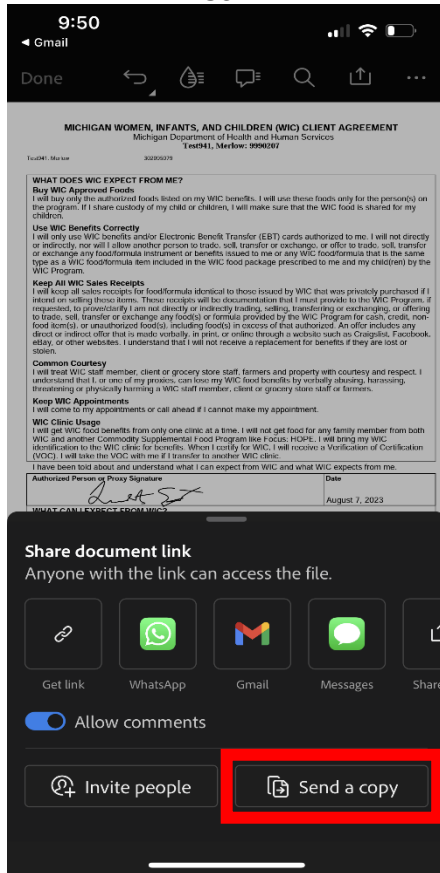 9:50
◀ Gmail
Done
MICHIGAN WOMEN, INFANTS, AND CHILDREN (WIC) CLIENT AGREEMENT
Michigan Department of Health and Human Services
Test941, Merlow: 9990207
Test941, Merlow 302006379
WHAT DOES WIC EXPECT FROM ME?
Buy WIC Approved Foods
I will buy only the authorized foods listed on my WIC benefits. I will use these foods only for the person(s) on
the program. If I share custody of my child or children, I will make sure that the WIC food is shared for my
children.
Use WIC Benefits Correctly
I will only use WIC benefits and/or Electronic Benefit Transfer (EBT) cards authorized to me. I will not directly
or indirectly, nor will I allow another person to trade, sell, transfer or exchange, or offer to trade, sell, transfer
or exchange any food/formula instrument or benefits issued to me or any WIC food/formula that is the same
type as a WIC food/formula item included in the WIC food package prescribed to me and my child(ren) by the
WIC Program.
Keep All WIC Sales Receipts
I will keep all sales receipts for food/formula identical to those issued by WIC that was privately purchased if I
intend on selling these items. These receipts will be documentation that I must provide to the WIC Program, if
requested, to prove/clarify I am not directly or indirectly trading, selling, transferring or exchanging, or offering
to trade, sell, transfer or exchange any food(s) or formula provided by the WIC Program for cash, credit, non-
food item(s), or unauthorized food(s), including food(s) in excess of that authorized. An offer includes any
direct or indirect offer that is made verbally, in print, or online through a website such as Craigslist, Facebook,
eBay, or other websites. I understand that I will not receive a replacement for benefits if they are lost or
stolen.
Common Courtesy
I will treat WIC staff member, client or grocery store staff, farmers and property with courtesy and respect. I
understand that I, or one of my proxies, can lose my WIC food benefits by verbally abusing, harassing,
threatening or physically harming a WIC staff member, client or grocery store staff or farmers.
Keep WIC Appointments
I will come to my appointments or call ahead if I cannot make my appointment.
WIC Clinic Usage
I will get WIC food benefits from only one clinic at a time. I will not get food for any family member from both
WIC and another Commodity Supplemental Food Program like Focus: HOPE. I will bring my WIC
identification to the WIC clinic for benefits. When I certify for WIC, I will receive a Verification of Certification
(VOC). I will take the VOC with me if I transfer to another WIC clinic.
I have been told about and understand what I can expect from WIC and what WIC expects from me.
Authorized Person or Proxy Signature Date
August 7, 2023
WHAT CAN I EXPECT FROM WIC?
Share document link
Anyone with the link can access the file.
Get link WhatsApp Gmail Messages Share
Allow comments
Invite people Send a copy